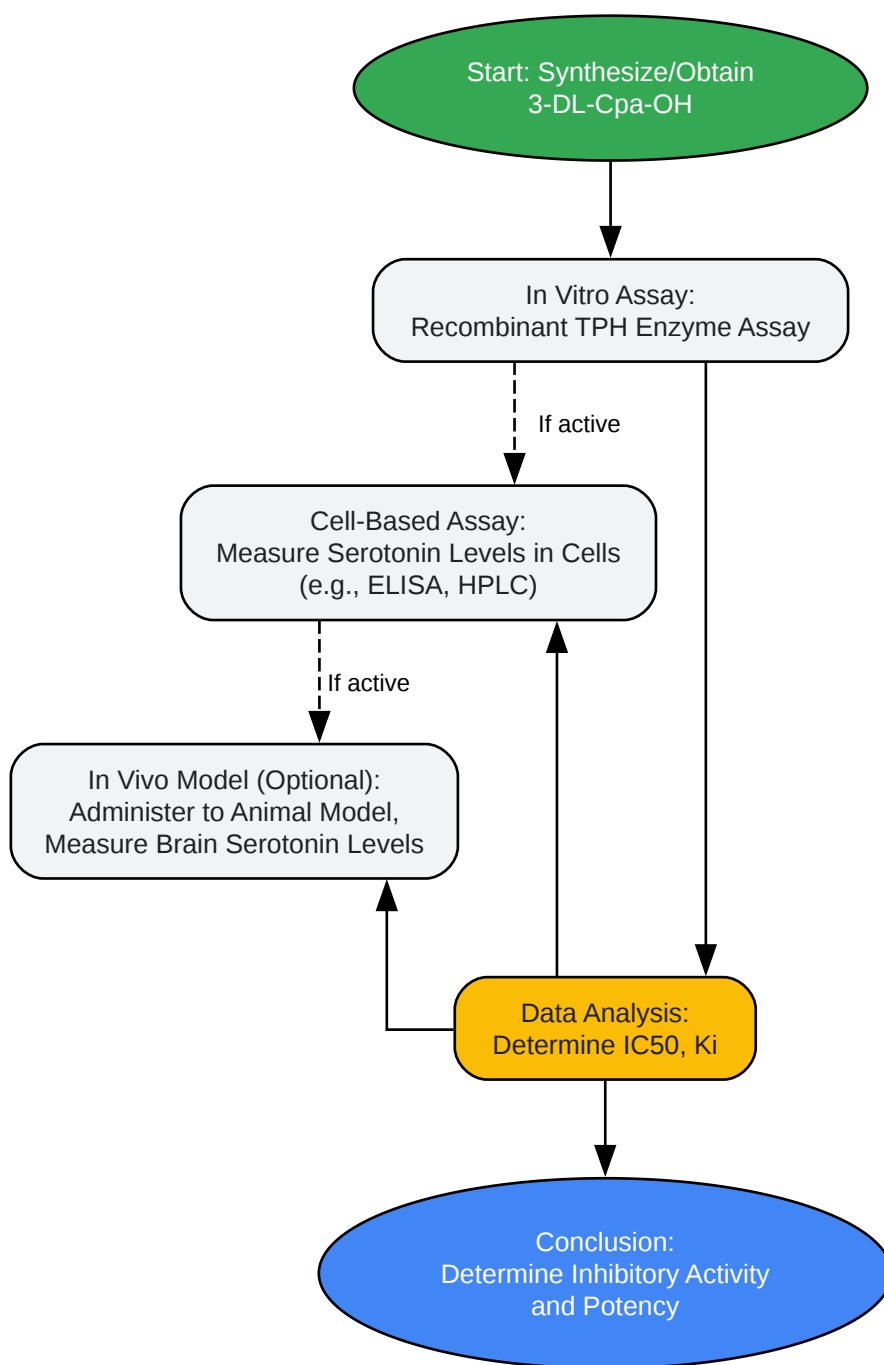 Start: Synthesize/Obtain
3-DL-Cpa-OH
In Vitro Assay:
Recombinant TPH Enzyme Assay
If active
Cell-Based Assay:
Measure Serotonin Levels in Cells
(e.g., ELISA, HPLC)
If active
In Vivo Model (Optional):
Administer to Animal Model,
Measure Brain Serotonin Levels
Data Analysis:
Determine IC50, Ki
Conclusion:
Determine Inhibitory Activity
and Potency